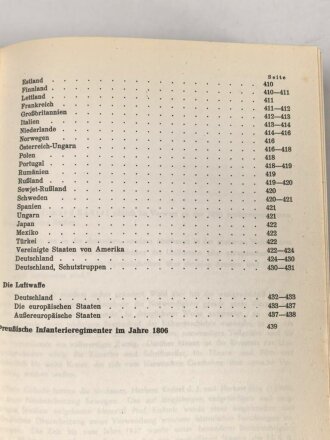 Seite
Estland 410
Finnland 410—411
Lettland 411
Frankreich 411—412
Großbritannien 412—413
Italien 413—414
Niederlande 414—416
Norwegen 416
Österreich-Ungarn 416—418
Polen 418
Portugal 418—419
Rumänien 419
Rußland 419—420
Sowjet-Rußland 420
Schweden 420—421
Spanien 421
Ungarn 421
Japan 422
Mexiko 422
Türkei 422
Vereinigte Staaten von Amerika 422—424
Deutschland 424—430
Deutschland, Schutztruppen 430—431
Die Luftwaffe
Deutschland 432—433
Die europäischen Staaten 433—437
Außereuropäische Staaten 437—438
Preußische Infanterieregimenter im Jahre 1806 439